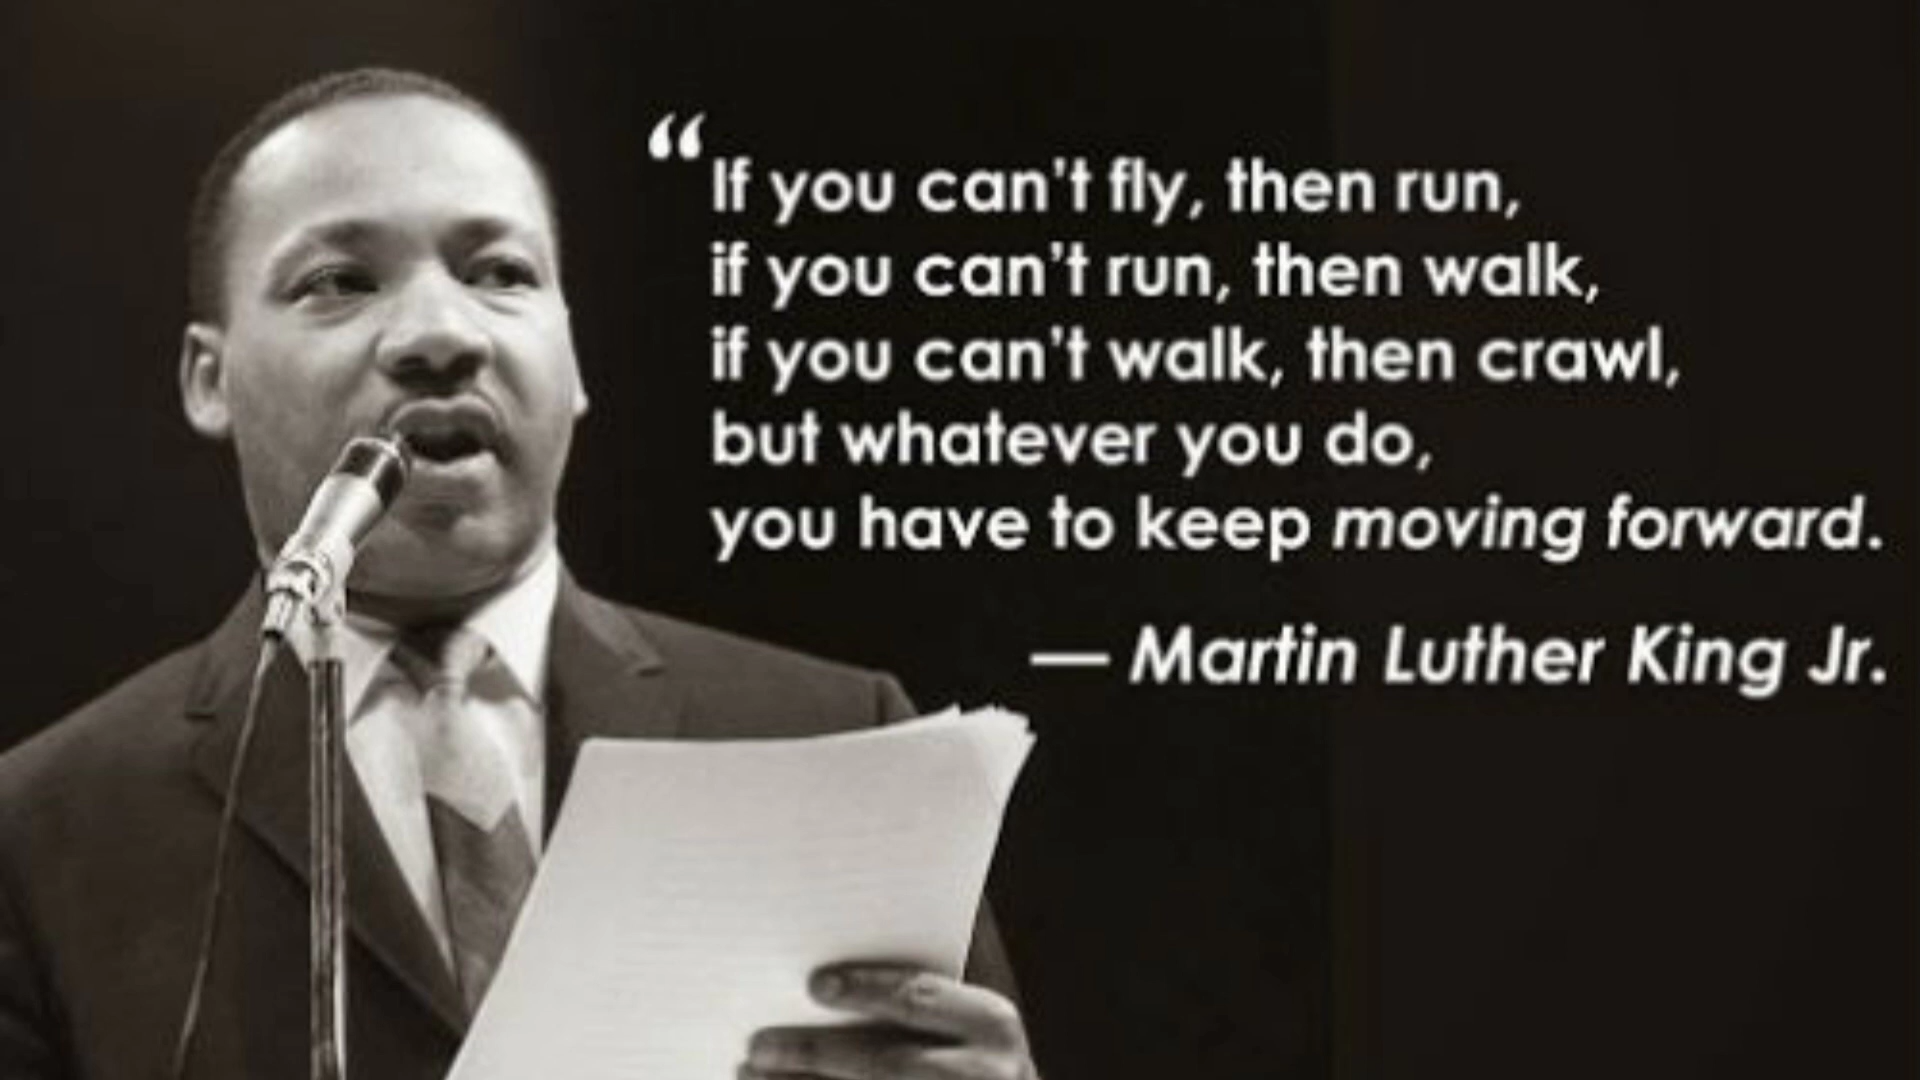 “If you can't fly, then run,
if you can't run, then walk,
if you can't walk, then crawl,
but whatever you do,
you have to keep moving forward.
— Martin Luther King Jr.